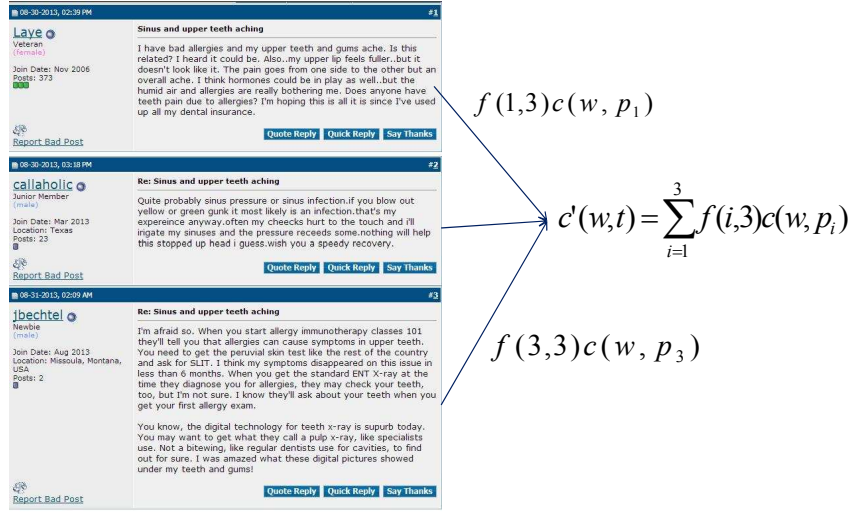 08-30-2013, 02:39 PM #1
Laye
Veteran
(female)
Join Date: Nov 2006
Posts: 373
Report Bad Post
Sinus and upper teeth aching
I have bad allergies and my upper teeth and gums ache. Is this
related? I heard it could be. Also..my upper lip feels fuller..but it
doesn't look like it. The pain goes from one side to the other but an
overall ache. I think hormones could be in play as well..but the
humid air and allergies are really bothering me. Does anyone have
teeth pain due to allergies? I'm hoping this is all it is since I've used
up all my dental insurance.
Quote Reply Quick Reply Say Thanks
08-30-2013, 03:18 PM #2
callaholic
Junior Member
(male)
Join Date: Mar 2013
Location: Texas
Posts: 23
Report Bad Post
Re: Sinus and upper teeth aching
Quite probably sinus pressure or sinus infection.if you blow out
yellow or green gunk it most likely is an infection.that's my
expereince anyway.often my cheecks hurt to the touch and i'll
irigate my sinuses and the pressure receeds some.nothing will help
this stopped up head i guess.wish you a speedy recovery.
Quote Reply Quick Reply Say Thanks
08-31-2013, 02:09 AM #3
jbechtel
Newbie
(male)
Join Date: Aug 2013
Location: Missoula, Montana,
USA
Posts: 2
Report Bad Post
Re: Sinus and upper teeth aching
I'm afraid so. When you start allergy immunotherapy classes 101
they'll tell you that allergies can cause symptoms in upper teeth.
You need to get the peruvial skin test like the rest of the country
and ask for SLIT. I think my symptoms disappeared on this issue in
less than 6 months. When you get the standard ENT X-ray at the
time they diagnose you for allergies, they may check your teeth,
too, but I'm not sure. I know they'll ask about your teeth when you
get your first allergy exam.
You know, the digital technology for teeth x-ray is supurb today.
You may want to get what they call a pulp x-ray, like specialists
use. Not a bitewing, like regular dentists use for cavities, to find
out for sure. I was amazed what these digital pictures showed
under my teeth and gums!
Quote Reply Quick Reply Say Thanks
f(1,3)c(w, p₁)
c'(w,t)=∑³ᵢ₌₁ f(i,3)c(w,pᵢ)
f(3,3)c(w, p₃)